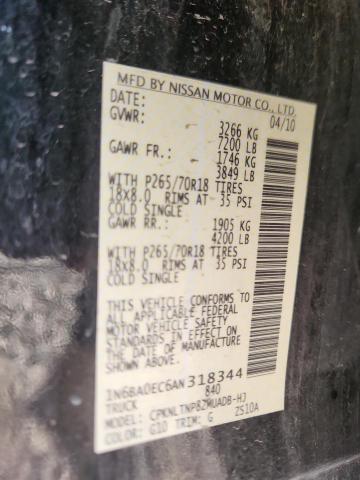 MFD BY NISSAN MOTOR CO., LTD.
DATE: 04/10
GVWR: 3266 KG
7200 LB
GAWR FR.: 1746 KG
3849 LB
WITH P265/70R18 TIRES
18X8.0 RIMS AT 35 PSI
COLD SINGLE
GAWR RR: 1905 KG
4200 LB
WITH P265/70R18 TIRES
18X8.0 RIMS AT 35 PSI
COLD SINGLE
THIS VEHICLE CONFORMS TO
ALL APPLICABLE FEDERAL
MOTOR VEHICLE SAFETY
STANDARDS IN EFFECT ON
THE DATE OF MANUFACTURE
SHOWN ABOVE.
1N6BA0EC6AN318344
TRUCK 840
MODEL: CPKNLTNP82MUADB-HJ
COLOR: G10 TRIM: G ZS10A